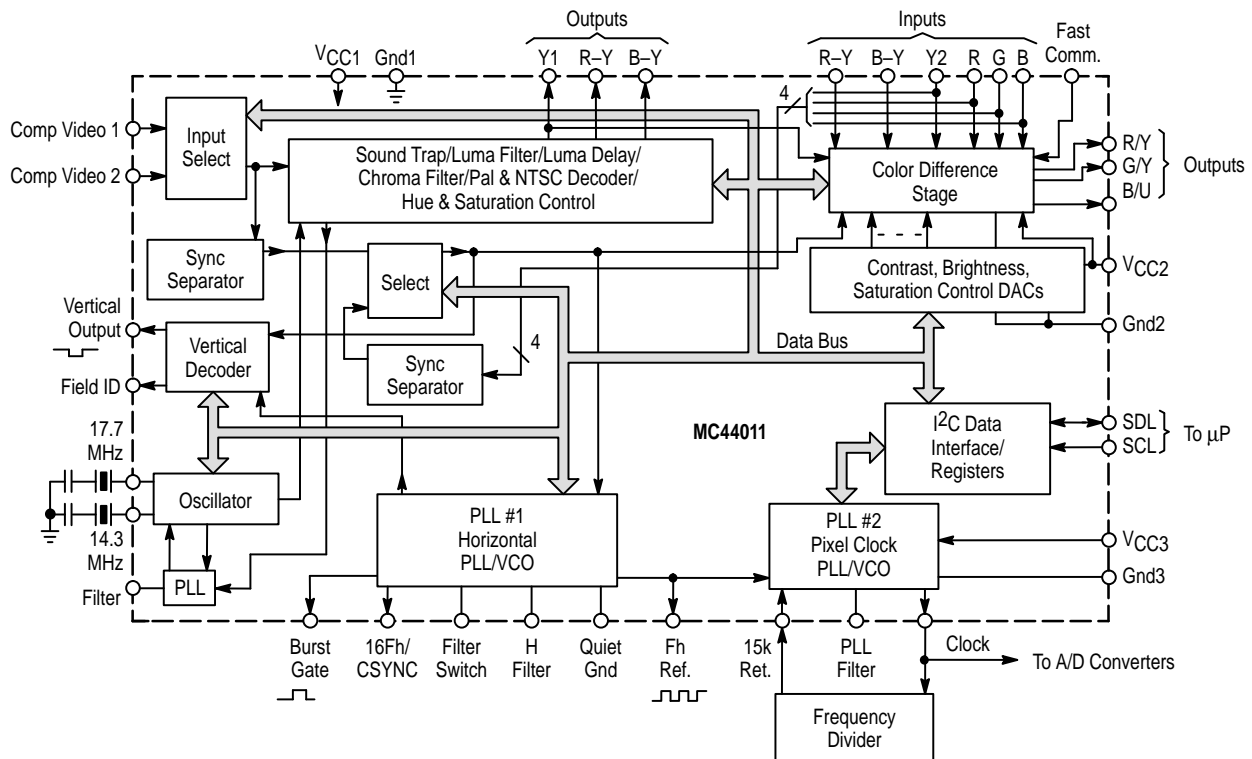 Outputs
Inputs
VCC1
Gnd1
Y1
R–Y
B–Y
R–Y
B–Y
Y2
R
G
B
Fast
Comm.
4
Comp Video 1
Comp Video 2
Input
Select
Sound Trap/Luma Filter/Luma Delay/
Chroma Filter/Pal & NTSC Decoder/
Hue & Saturation Control
Color Difference
Stage
R/Y
G/Y
B/U
Outputs
Sync
Separator
Select
Contrast, Brightness,
Saturation Control DACs
VCC2
Gnd2
Vertical
Output
Vertical
Decoder
Field ID
Sync
Separator
4
Data Bus
MC44011
I2C Data
Interface/
Registers
SDL
SCL
To µP
17.7
MHz
Oscillator
14.3
MHz
Filter
PLL
PLL #1
Horizontal
PLL/VCO
PLL #2
Pixel Clock
PLL/VCO
VCC3
Gnd3
Burst
Gate
16Fh/
CSYNC
Filter
Switch
H
Filter
Quiet
Gnd
Fh
Ref.
15k
Ret.
PLL
Filter
Clock
To A/D Converters
Frequency
Divider